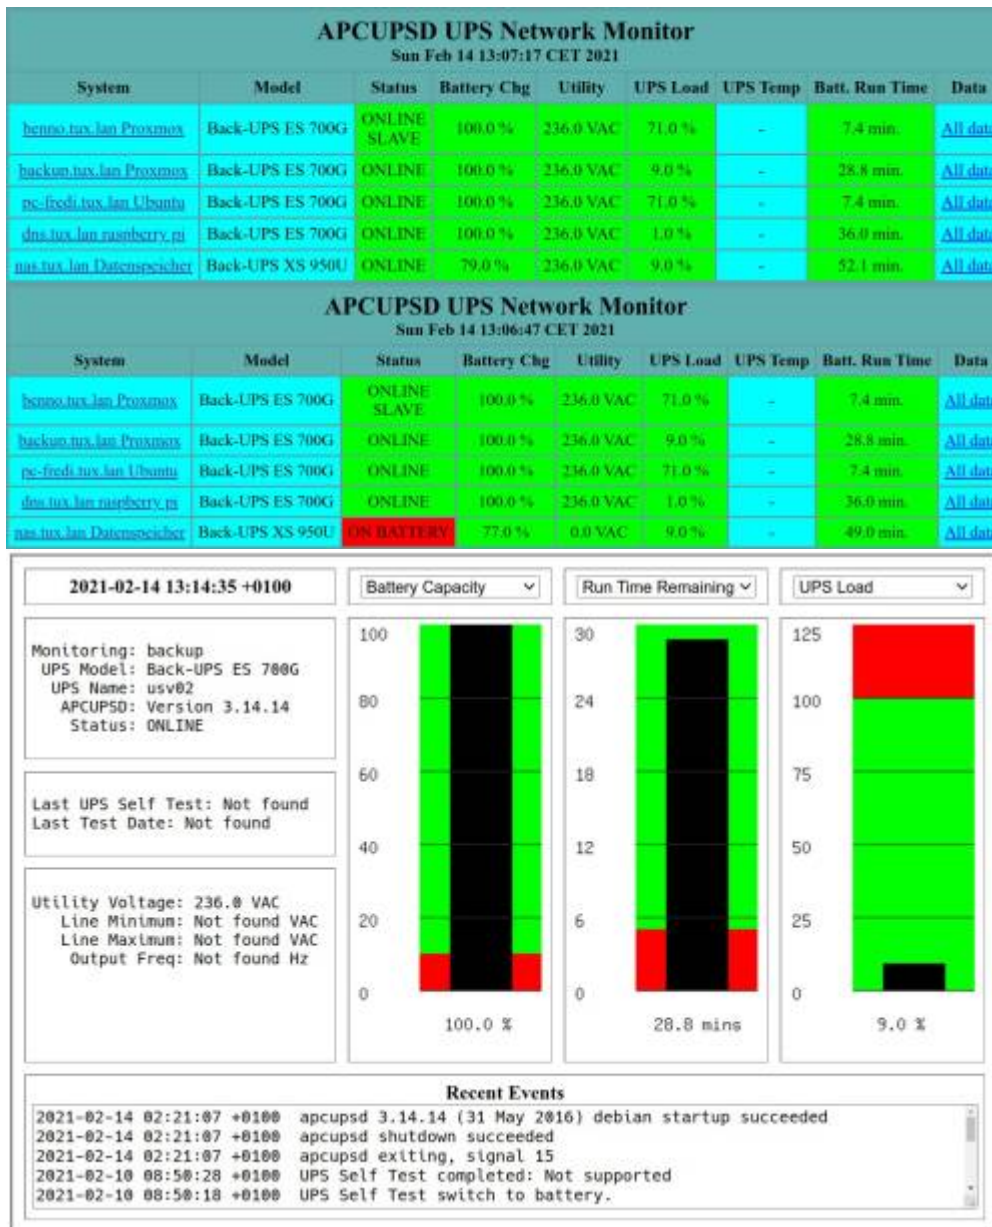 APCUPSD UPS Network Monitor
Sun Feb 14 13:07:17 CET 2021
System Model Status Battery Chg Utility UPS Load UPS Temp Batt. Run Time Data
benno.tux.lan Proxmox Back-UPS ES 700G ONLINE SLAVE 100.0 % 236.0 VAC 71.0 % - 7.4 min. All data
backup.tux.lan Proxmox Back-UPS ES 700G ONLINE 100.0 % 236.0 VAC 9.0 % - 28.8 min. All data
pc-fredi.tux.lan Ubuntu Back-UPS ES 700G ONLINE 100.0 % 236.0 VAC 71.0 % - 7.4 min. All data
dns.tux.lan raspberry pi Back-UPS ES 700G ONLINE 100.0 % 236.0 VAC 1.0 % - 36.0 min. All data
nas.tux.lan Datenspeicher Back-UPS XS 950U ONLINE 79.0 % 236.0 VAC 9.0 % - 52.1 min. All data
APCUPSD UPS Network Monitor
Sun Feb 14 13:06:47 CET 2021
System Model Status Battery Chg Utility UPS Load UPS Temp Batt. Run Time Data
benno.tux.lan Proxmox Back-UPS ES 700G ONLINE SLAVE 100.0 % 236.0 VAC 71.0 % - 7.4 min. All data
backup.tux.lan Proxmox Back-UPS ES 700G ONLINE 100.0 % 236.0 VAC 9.0 % - 28.8 min. All data
pc-fredi.tux.lan Ubuntu Back-UPS ES 700G ONLINE 100.0 % 236.0 VAC 71.0 % - 7.4 min. All data
dns.tux.lan raspberry pi Back-UPS ES 700G ONLINE 100.0 % 236.0 VAC 1.0 % - 36.0 min. All data
nas.tux.lan Datenspeicher Back-UPS XS 950U ON BATTERY 77.0 % 0.0 VAC 9.0 % - 49.0 min. All data
2021-02-14 13:14:35 +0100 Battery Capacity Run Time Remaining UPS Load
Monitoring: backup
UPS Model: Back-UPS ES 700G
UPS Name: usv02
APCUPSD: Version 3.14.14
Status: ONLINE
Last UPS Self Test: Not found
Last Test Date: Not found
Utility Voltage: 236.0 VAC
Line Minimum: Not found VAC
Line Maximum: Not found VAC
Output Freq: Not found Hz
100
80
60
40
20
0
100.0 %
30
24
18
12
6
0
28.8 mins
125
100
75
50
25
0
9.0 %
Recent Events
2021-02-14 02:21:07 +0100 apcupsd 3.14.14 (31 May 2016) debian startup succeeded
2021-02-14 02:21:07 +0100 apcupsd shutdown succeeded
2021-02-14 02:21:07 +0100 apcupsd exiting, signal 15
2021-02-10 08:50:28 +0100 UPS Self Test completed: Not supported
2021-02-10 08:50:18 +0100 UPS Self Test switch to battery.